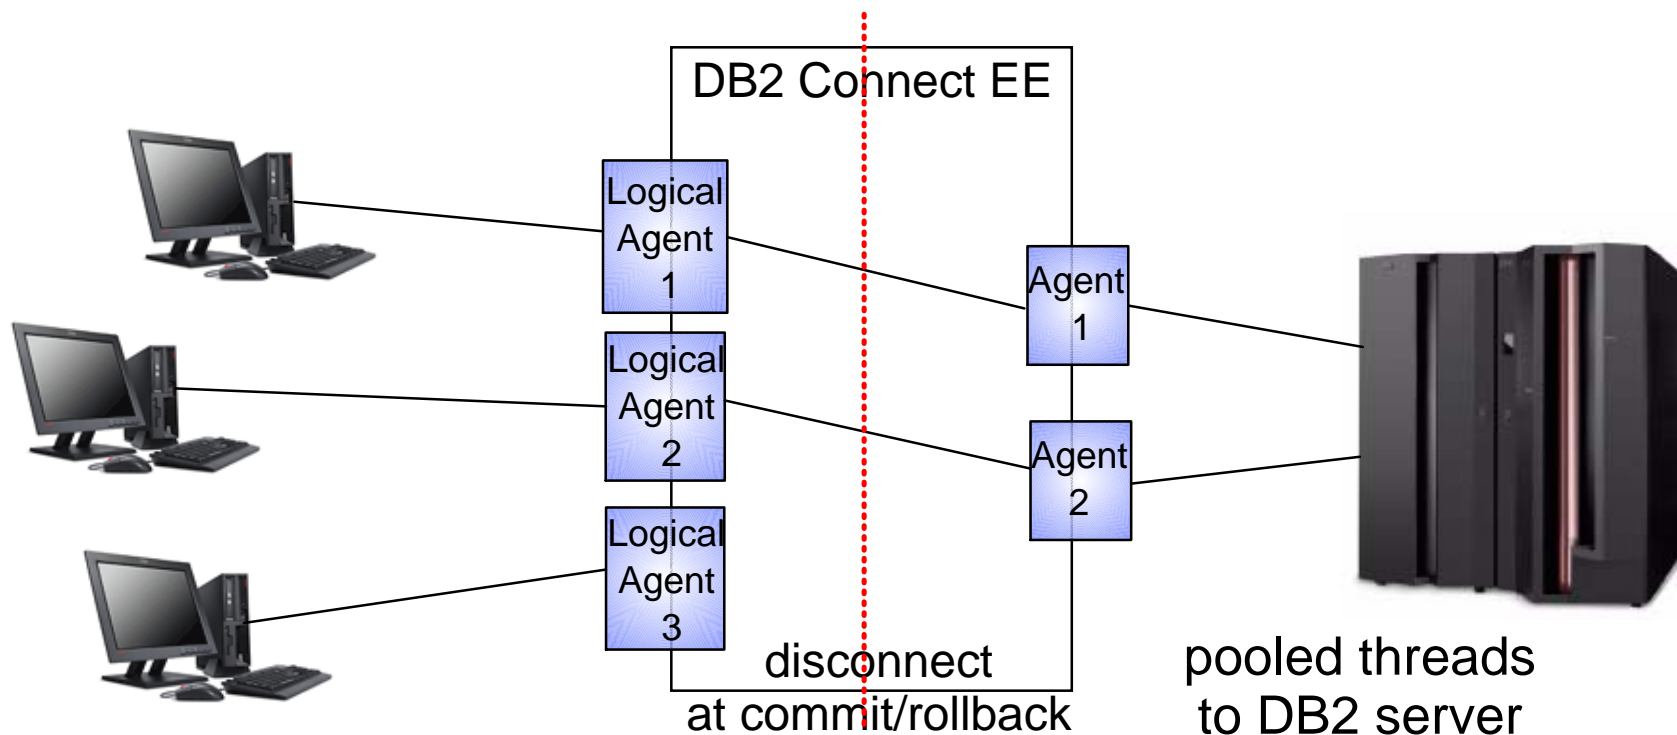 DB2 Connect EE
Logical
Agent
1
Logical
Agent
2
Logical
Agent
3
Agent
1
Agent
2
disconnect
at commit/rollback
pooled threads
to DB2 server